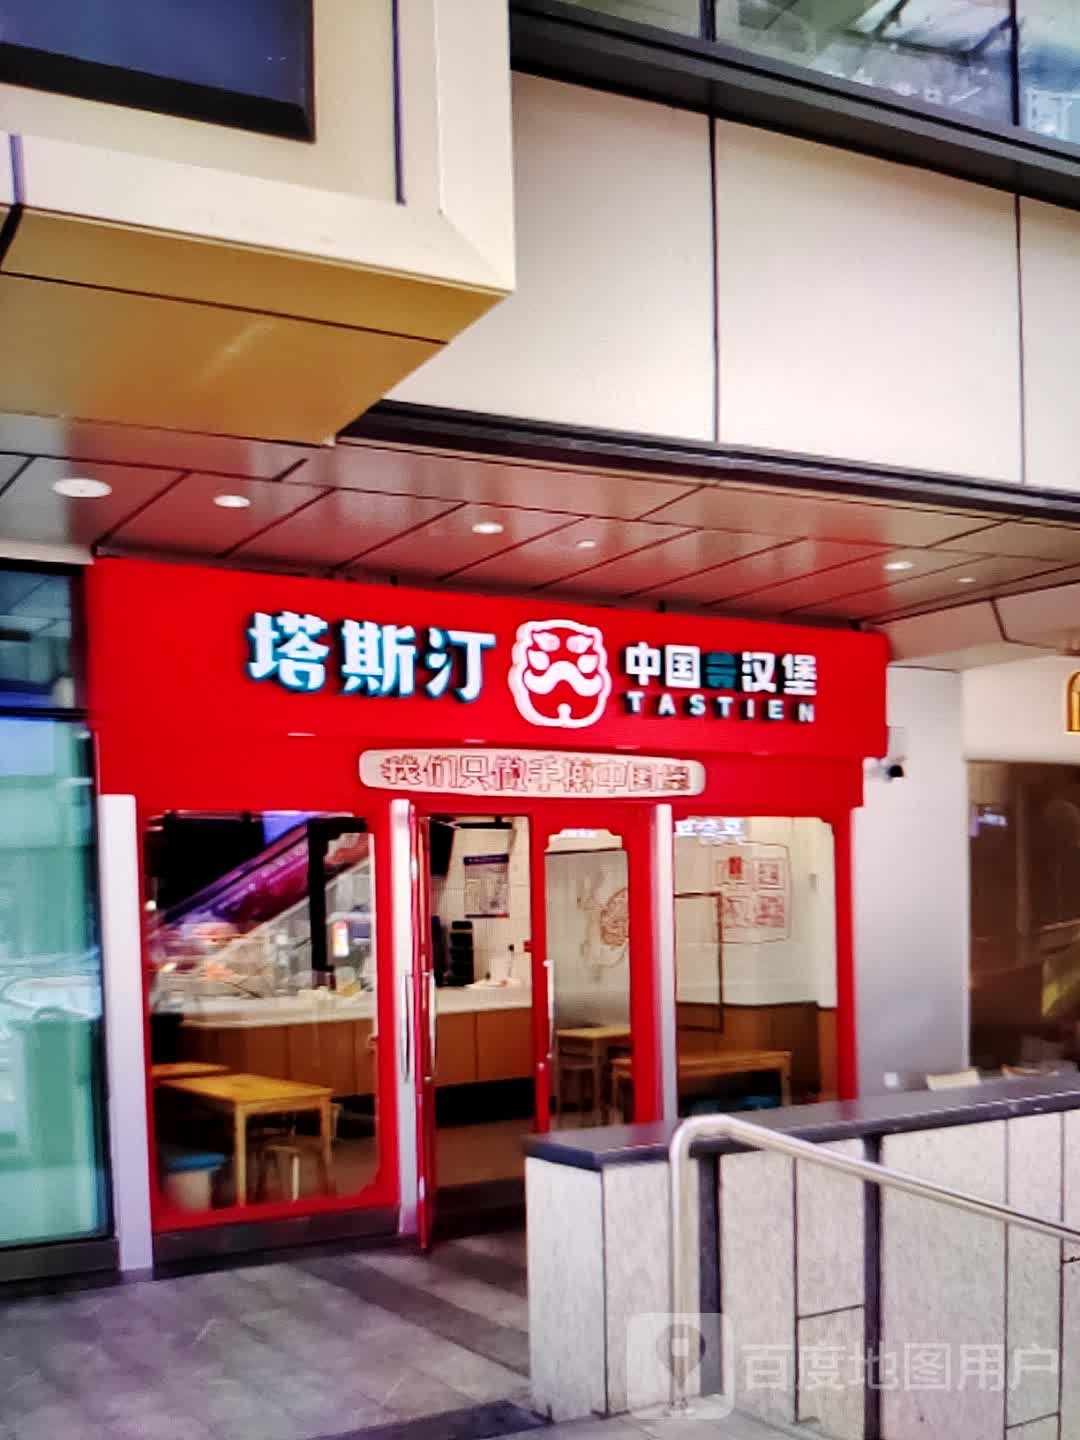 塔斯汀
中国汉堡
TASTIEN
我们只做手擀中国堡
百度地图用户